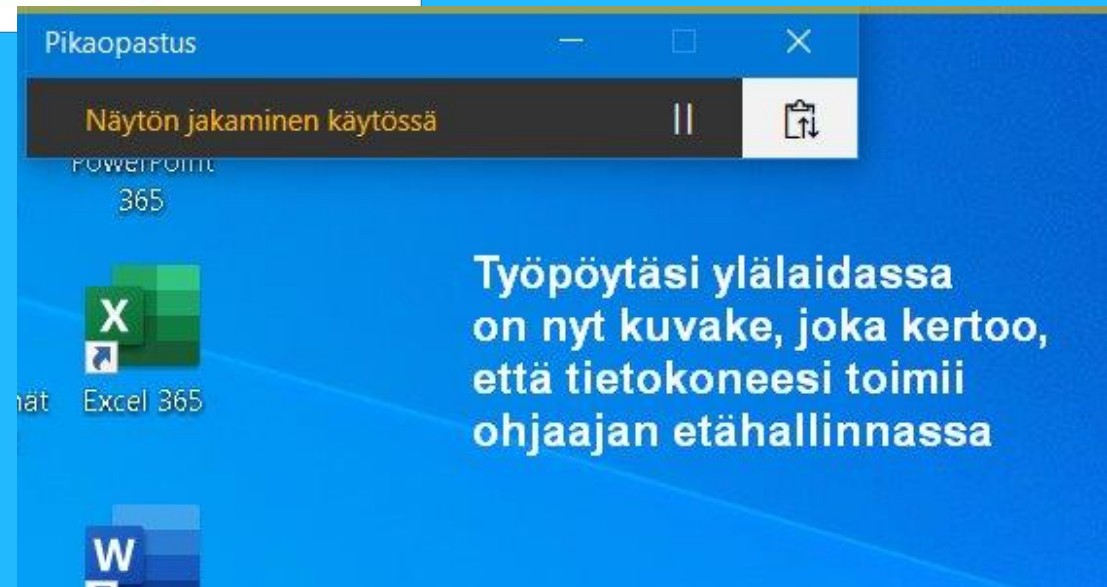 Pikaopastus
Näytön jakaminen käytössä
PowerPoint
365
Työpöytäsi ylälaidassa
on nyt kuvake, joka kertoo,
että tietokoneesi toimii
ohjaajan etähallinnassa
X
ät Excel 365
W